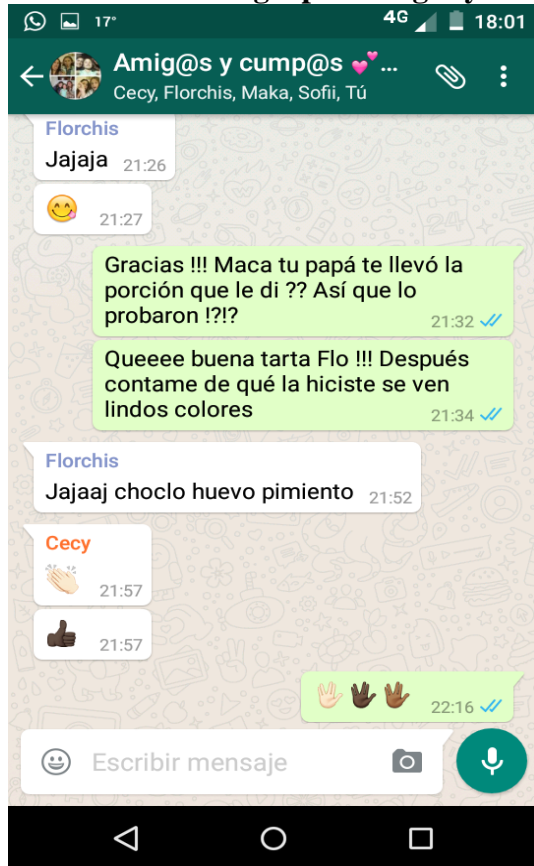 17°
4G
18:01
Amig@s y cump@s 💕...
Cecy, Florchis, Maka, Sofii, Tú
Florchis
Jajaja 21:26
😋 21:27
Gracias !!! Maca tu papá te llevó la
porción que le di ?? Así que lo
probaron !?!?
21:32
Queeee buena tarta Flo !!! Después
contame de qué la hiciste se ven
lindos colores
21:34
Florchis
Jajaaj choclo huevo pimiento 21:52
Cecy
👏🏻 21:57
👍🏿 21:57
🖖🏻🖖🏿🖖🏾 22:16
Escribir mensaje